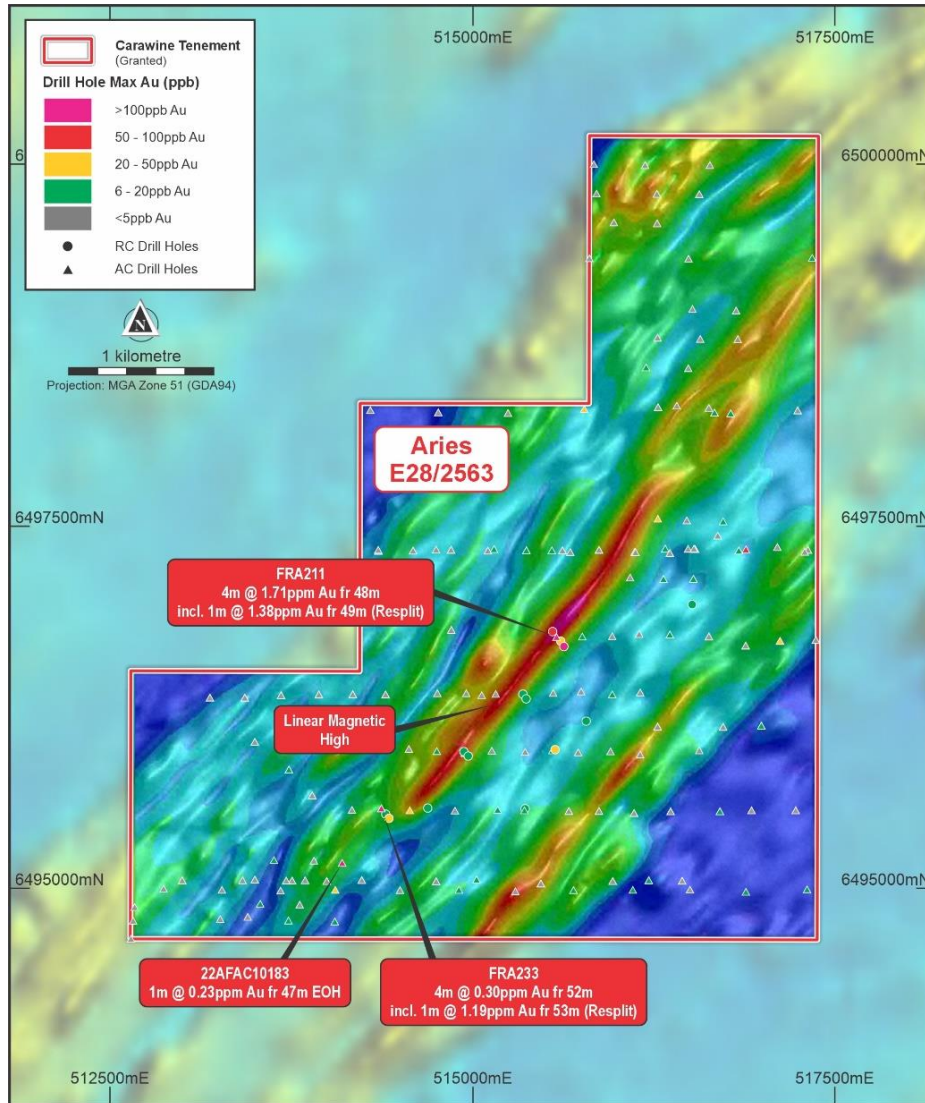 515000mE
517500mE
Carawine Tenement
(Granted)
Drill Hole Max Au (ppb)
>100ppb Au
50 - 100ppb Au
20 - 50ppb Au
6 - 20ppb Au
<5ppb Au
RC Drill Holes
AC Drill Holes
6
6500000mN
N
1 kilometre
Projection: MGA Zone 51 (GDA94)
Aries
E28/2563
6497500mN
6497500mN
FRA211
4m @ 1.71ppm Au fr 48m
incl. 1m @ 1.38ppm Au fr 49m (Resplit)
Linear Magnetic
High
6495000mN
6495000mN
22AFAC10183
1m @ 0.23ppm Au fr 47m EOH
FRA233
4m @ 0.30ppm Au fr 52m
incl. 1m @ 1.19ppm Au fr 53m (Resplit)
512500mE
515000mE
517500mE